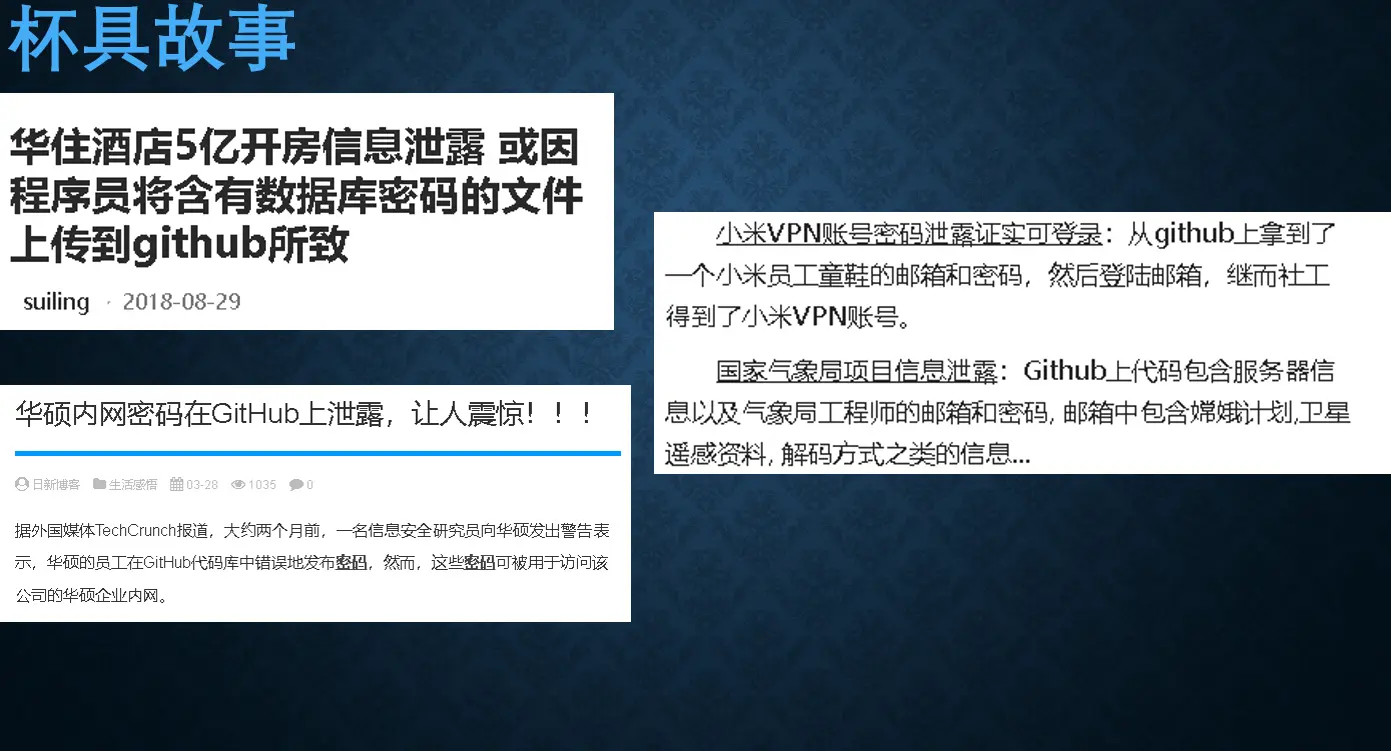 杯具故事
华住酒店5亿开房信息泄露 或因
程序员将含有数据库密码的文件
上传到github所致
suiling · 2018-08-29
华硕内网密码在GitHub上泄露，让人震惊！！！
日新博客 生活感悟 03-28 1035 0
据外国媒体TechCrunch报道，大约两个月前，一名信息安全研究员向华硕发出警告表
示，华硕的员工在GitHub代码库中错误地发布密码，然而，这些密码可被用于访问该
公司的华硕企业内网。
小米VPN账号密码泄露证实可登录：从github上拿到了
一个小米员工童鞋的邮箱和密码，然后登陆邮箱，继而社工
得到了小米VPN账号。
国家气象局项目信息泄露：Github上代码包含服务器信
息以及气象局工程师的邮箱和密码, 邮箱中包含嫦娥计划,卫星
遥感资料, 解码方式之类的信息...